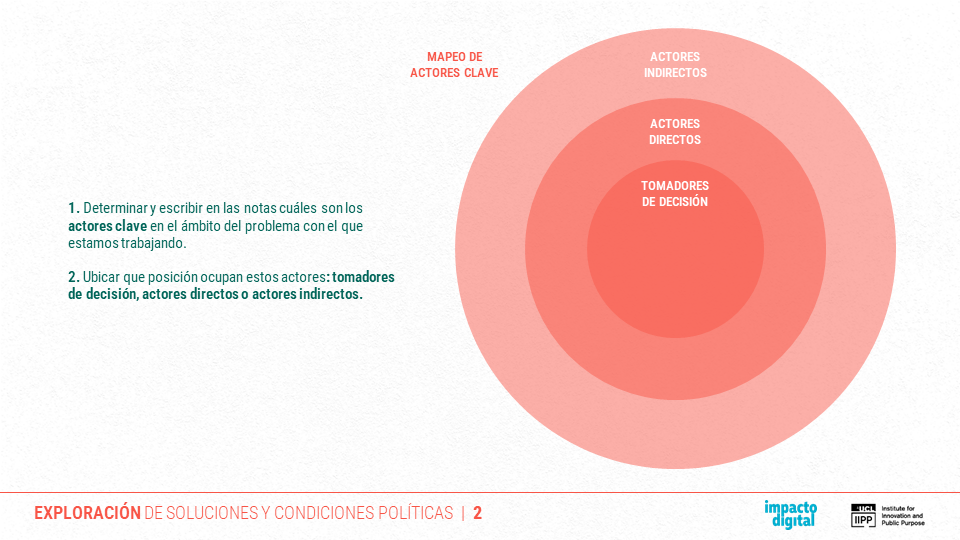 MAPEO DE
ACTORES CLAVE
ACTORES
INDIRECTOS
ACTORES
DIRECTOS
TOMADORES
DE DECISIÓN
1. Determinar y escribir en las notas cuáles son los
actores clave en el ámbito del problema con el que
estamos trabajando.
2. Ubicar que posición ocupan estos actores: tomadores
de decisión, actores directos o actores indirectos.
EXPLORACIÓN DE SOLUCIONES Y CONDICIONES POLÍTICAS | 2
impacto
digital
UCL
IIPP
Institute for
Innovation and
Public Purpose